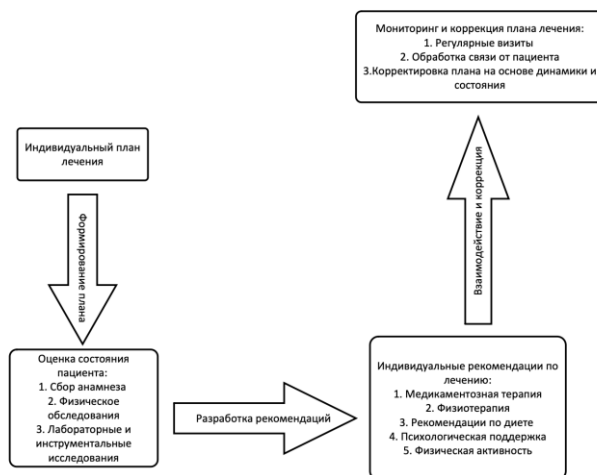 Мониторинг и коррекция плана лечения:
1. Регулярные визиты
2. Обработка связи от пациента
3.Корректировка плана на основе динамики и
состояния
Индивидуальный план
лечения
Формирование плана
Взаимодействие и коррекция
Оценка состояния
пациента:
1. Сбор анамнеза
2. Физическое
обследования
3. Лабораторные и
инструментальные
исследования
Разработка рекомендаций
Индивидуальные рекомендации по
лечению:
1. Медикаментозная терапия
2. Физиотерапия
3. Рекомендации по диете
4. Психологическая поддержка
5. Физическая активность